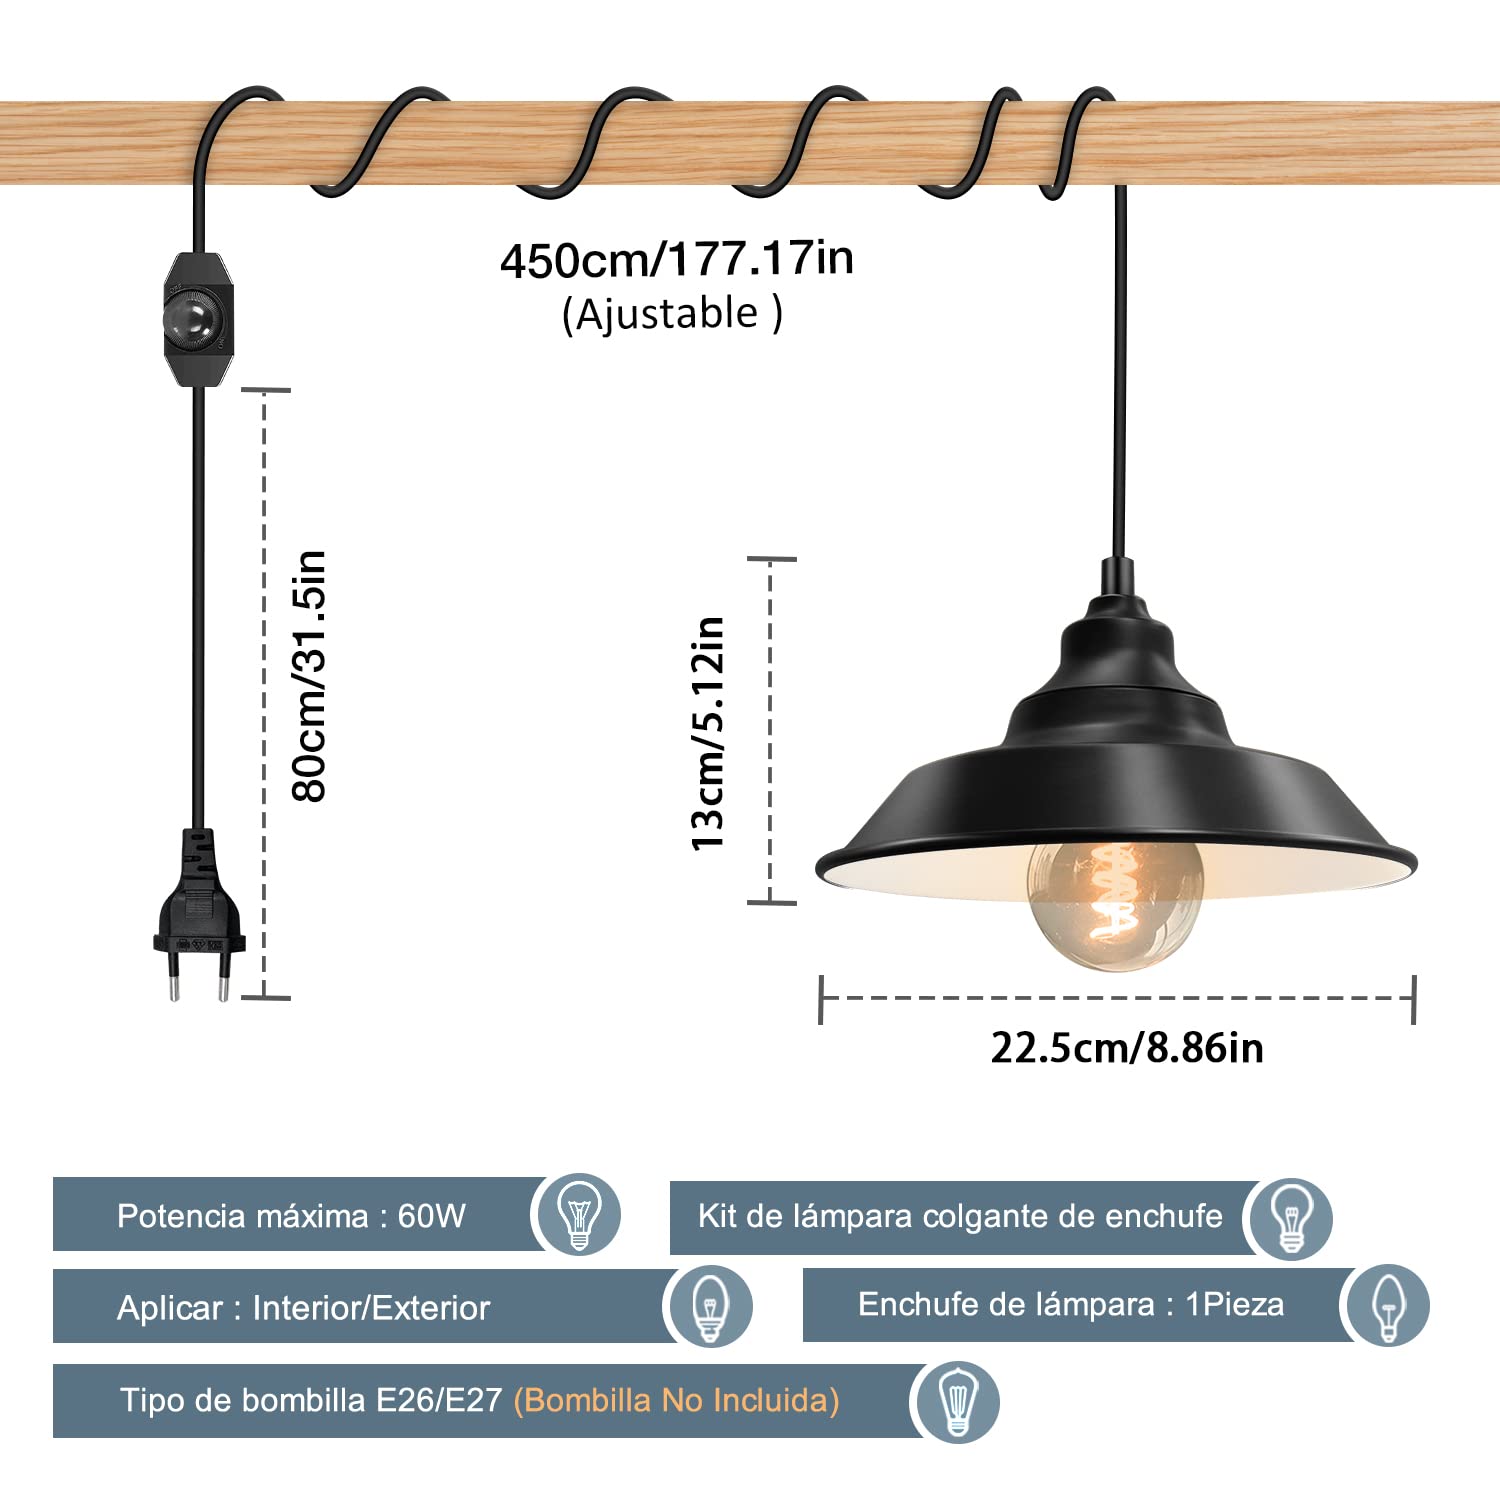 450cm/177.17in
(Ajustable )
80cm/31.5in
13cm/5.12in
22.5cm/8.86in
Potencia máxima : 60W
Kit de lámpara colgante de enchufe
Aplicar : Interior/Exterior
Enchufe de lámpara : 1Pieza
Tipo de bombilla E26/E27 (Bombilla No Incluida)